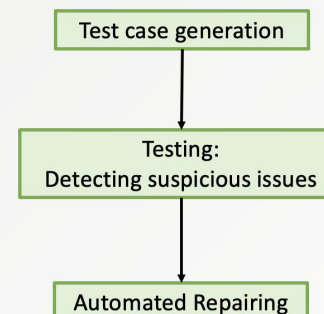 Test case generation
Testing:
Detecting suspicious issues
Automated Repairing